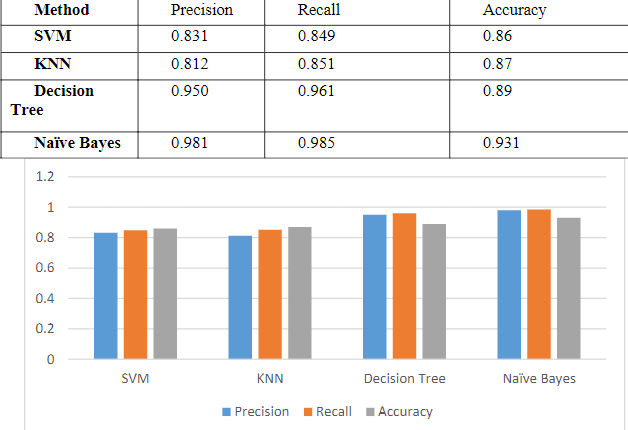 Method Precision Recall Accuracy
SVM 0.831 0.849 0.86
KNN 0.812 0.851 0.87
Decision Tree 0.950 0.961 0.89
Naïve Bayes 0.981 0.985 0.931
1.2
1
0.8
0.6
0.4
0.2
0
SVM KNN Decision Tree Naïve Bayes
Precision Recall Accuracy